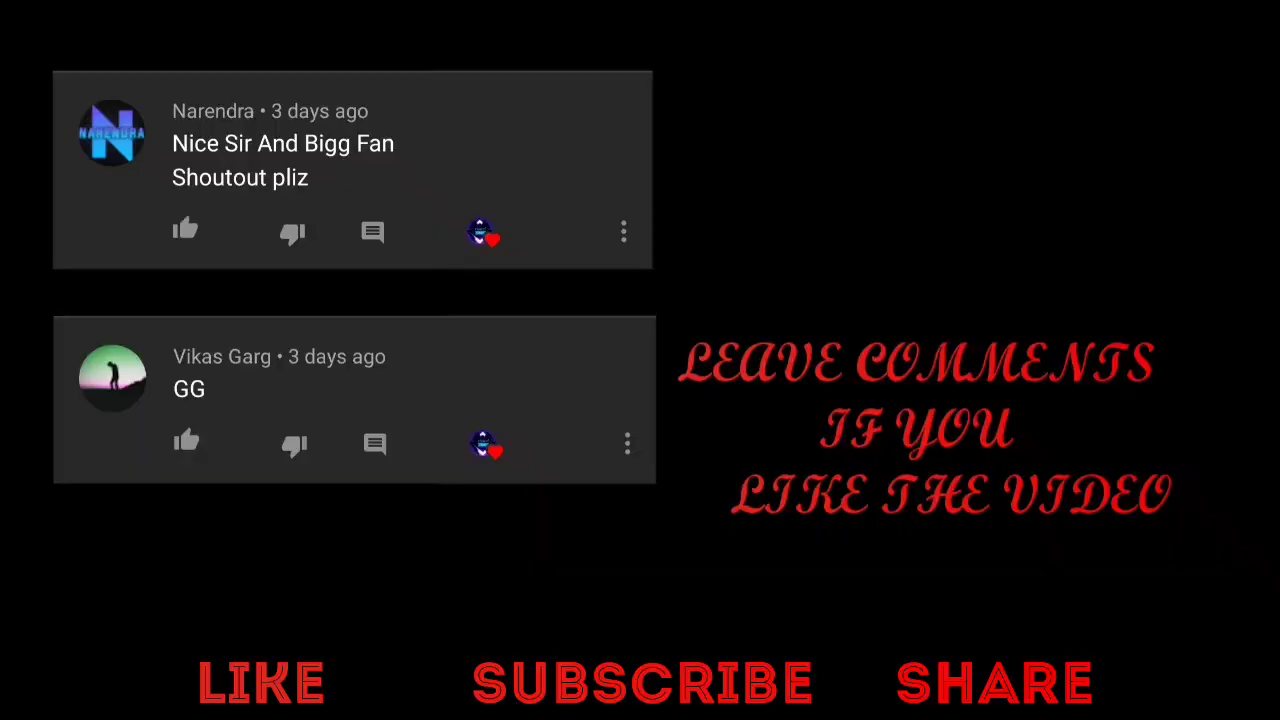 Narendra • 3 days ago
NARENDRA
Nice Sir And Bigg Fan
Shoutout pliz
Vikas Garg • 3 days ago
GG
LEAVE COMMENTS
IF YOU
LIKE THE VIDEO
LIKE SUBSCRIBE SHARE